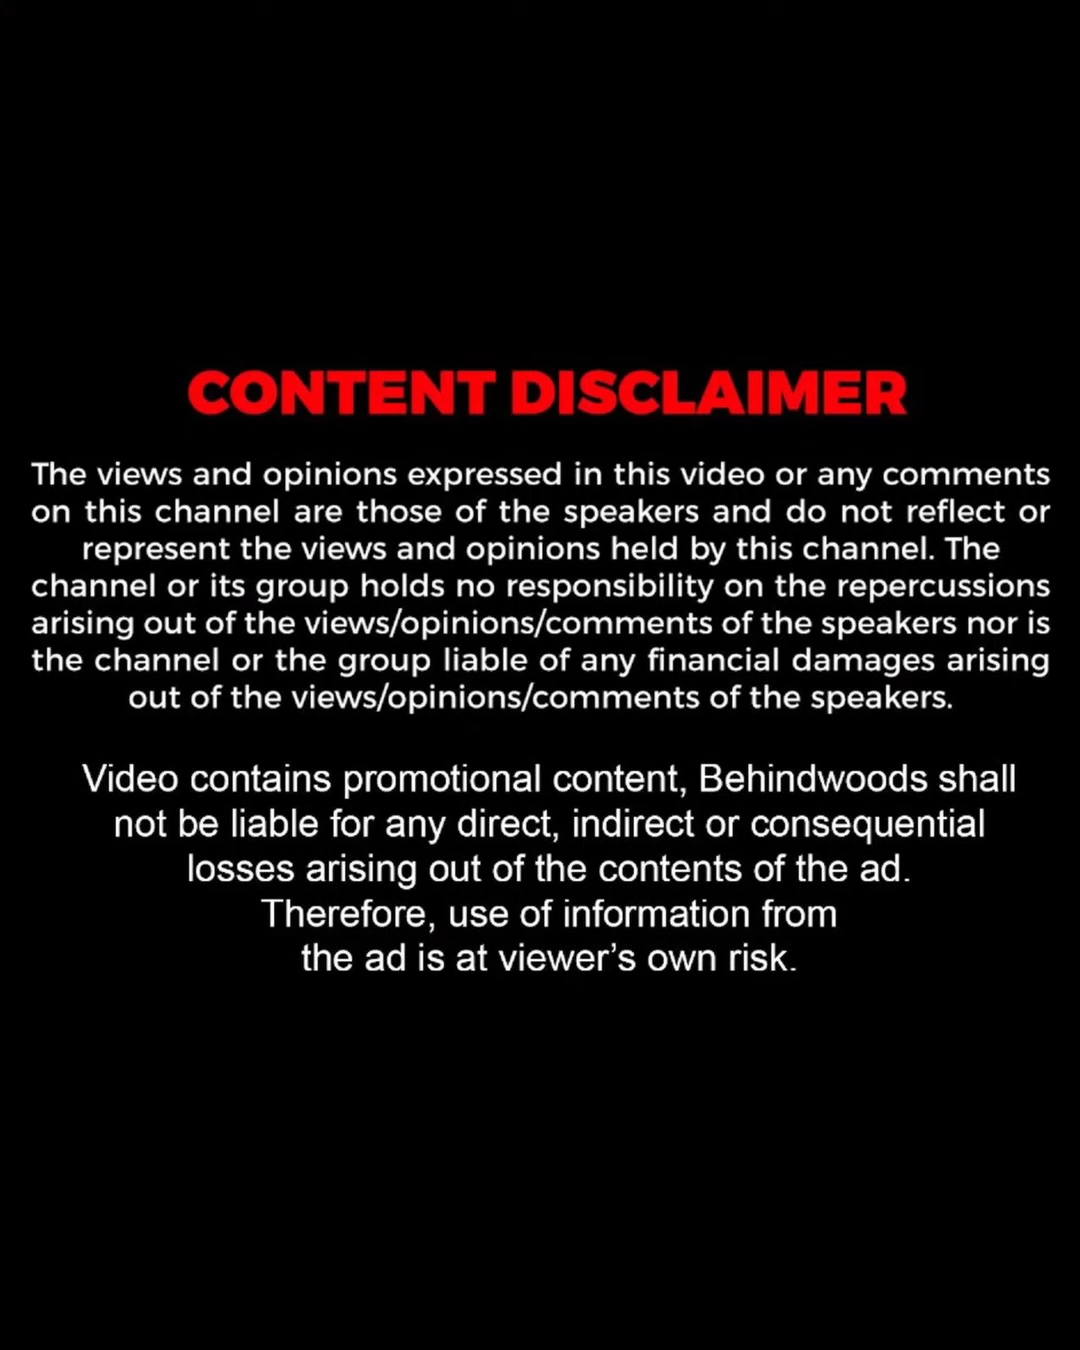 CONTENT DISCLAIMER
The views and opinions expressed in this video or any comments
on this channel are those of the speakers and do not reflect or
represent the views and opinions held by this channel. The
channel or its group holds no responsibility on the repercussions
arising out of the views/opinions/comments of the speakers nor is
the channel or the group liable of any financial damages arising
out of the views/opinions/comments of the speakers.
Video contains promotional content, Behindwoods shall
not be liable for any direct, indirect or consequential
losses arising out of the contents of the ad.
Therefore, use of information from
the ad is at viewer’s own risk.